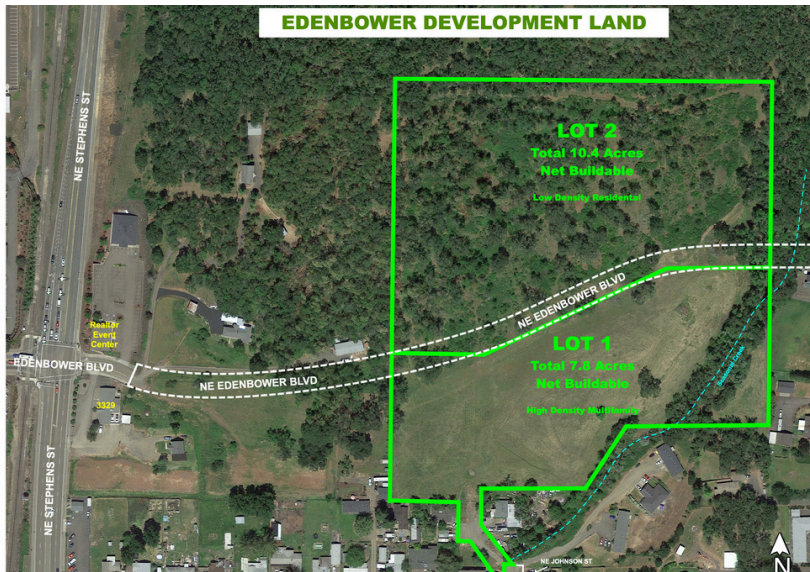 EDENBOWER DEVELOPMENT LAND
NE STEPHENS ST
LOT 2
Total 10.4 Acres
Net Buildable
Low Density Residental
NE EDENBOWER BLVD
Realtor
Event
Center
EDENBOWER BLVD
NE EDENBOWER BLVD
LOT 1
Total 7.8 Acres
Net Buildable
High Density Multifamily
3329
NE STEPHENS ST
NE JOHNSON ST
N